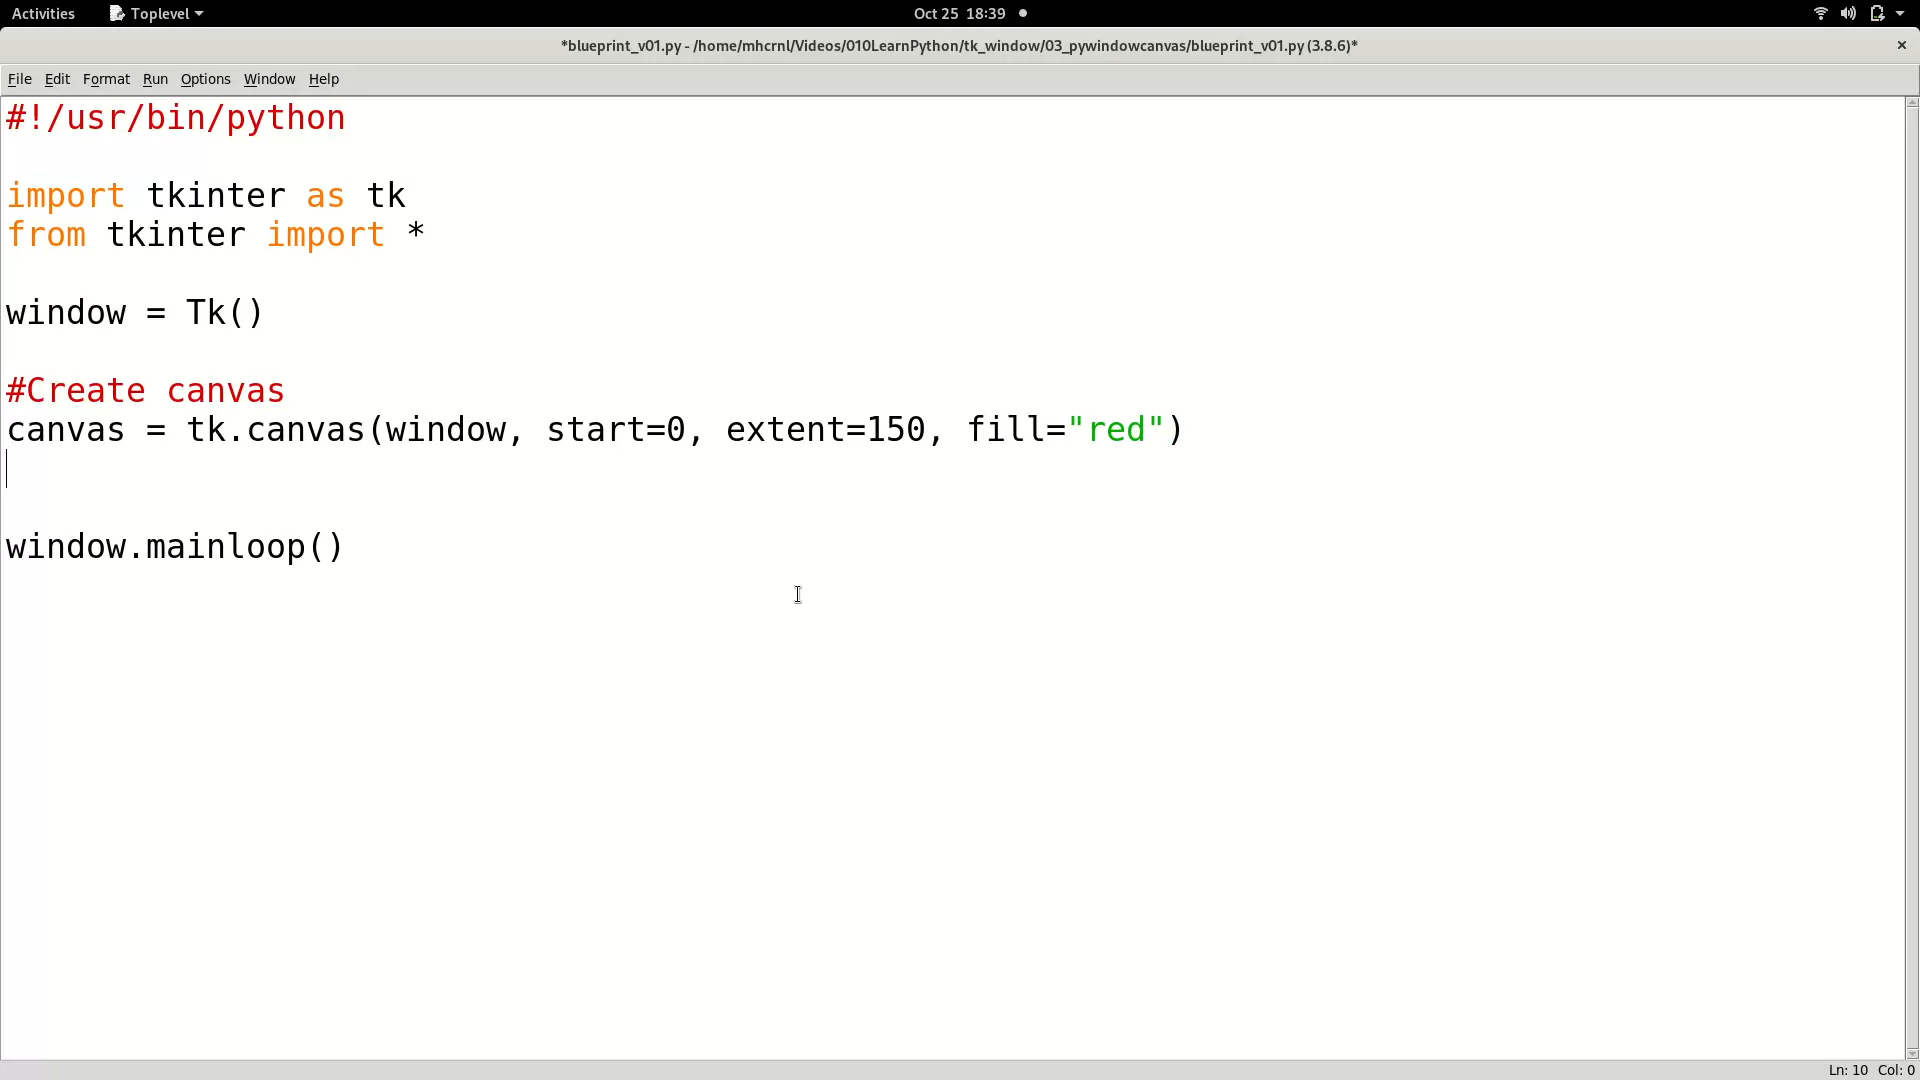 Activities Toplevel Oct 25 18:39
*blueprint_v01.py - /home/mhcrnl/Videos/010LearnPython/tk_window/03_pywindowcanvas/blueprint_v01.py (3.8.6)*
File Edit Format Run Options Window Help
#!/usr/bin/python
import tkinter as tk
from tkinter import *
window = Tk()
#Create canvas
canvas = tk.canvas(window, start=0, extent=150, fill="red")
window.mainloop()
Ln: 10 Col: 0